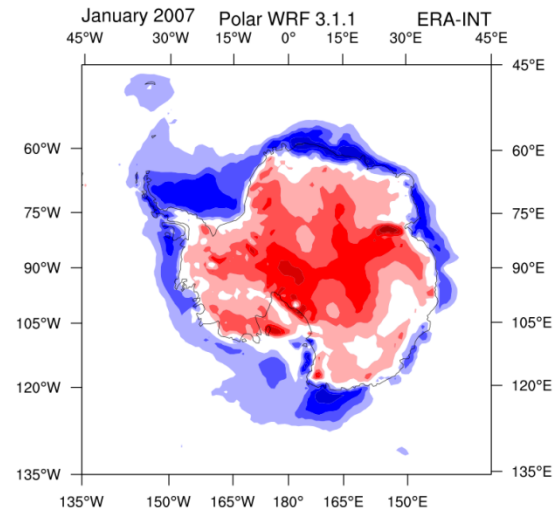 January 2007 Polar WRF 3.1.1 ERA-INT
45°W 30°W 15°W 0° 15°E 30°E 45°E
45°E
60°W 60°E
75°W 75°E
90°W 90°E
105°W 105°E
120°W 120°E
135°W 135°E
135°W 150°W 165°W 180° 165°E 150°E